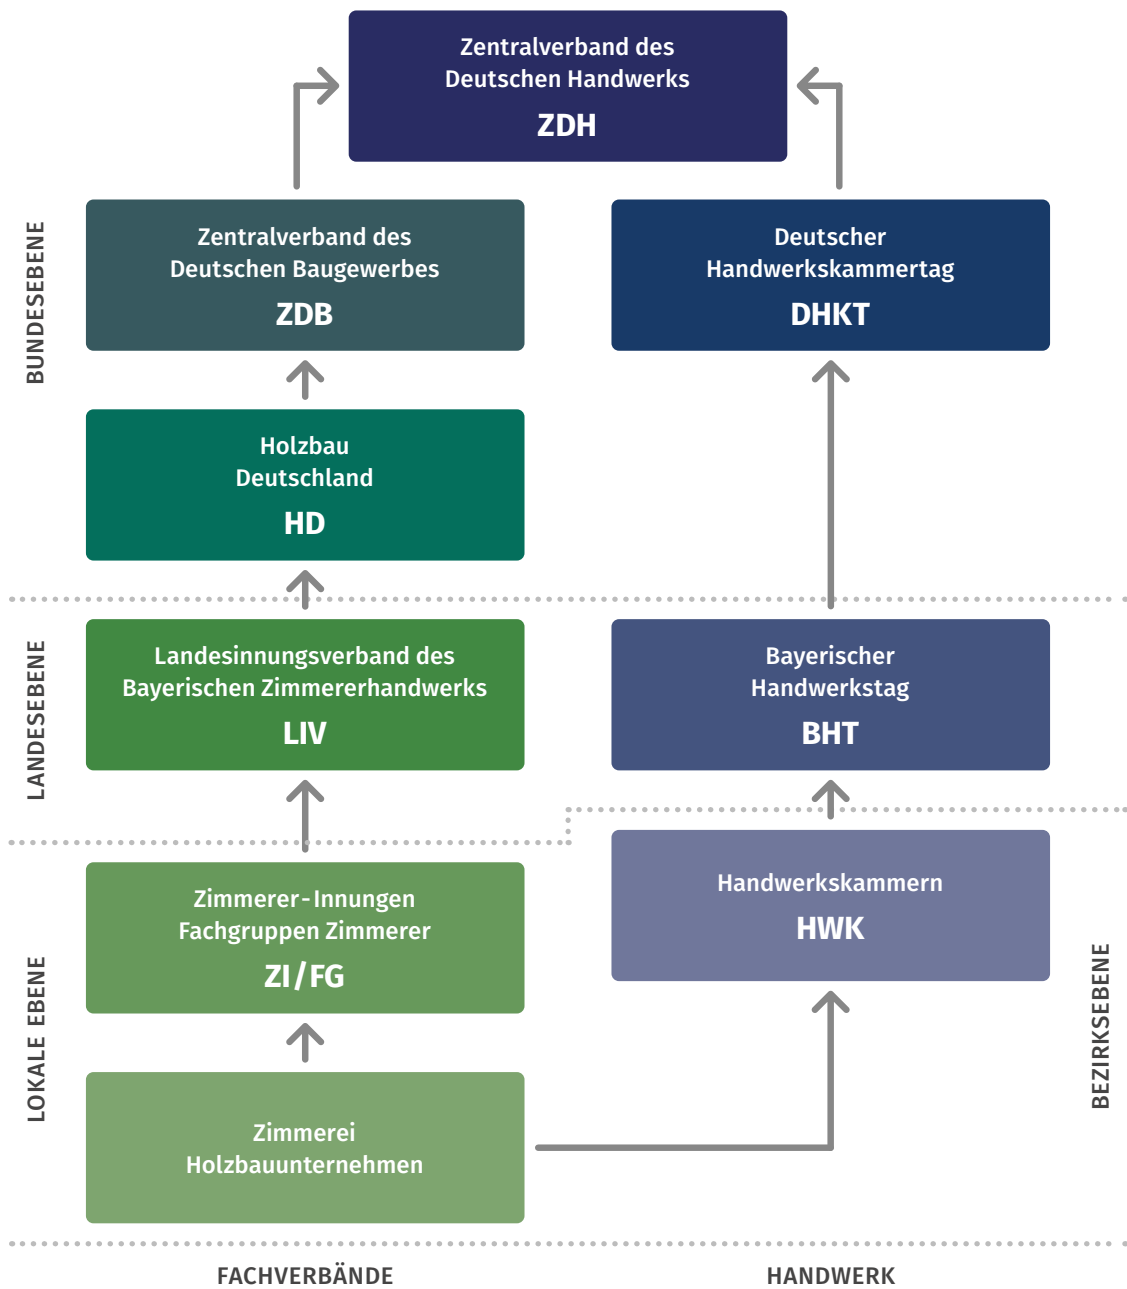 Zentralverband des
Deutschen Handwerks
ZDH
BUNDESEBENE
Zentralverband des
Deutschen Baugewerbes
ZDB
Deutscher
Handwerkskammertag
DHKT
Holzbau
Deutschland
HD
LANDESEBENE
Landesinnungsverband des
Bayerischen Zimmererhandwerks
LIV
Bayerischer
Handwerkstag
BHT
LOKALE EBENE
Zimmerer-Innungen
Fachgruppen Zimmerer
ZI/FG
Handwerkskammern
HWK
BEZIRKSEBENE
Zimmerei
Holzbauunternehmen
FACHVERBÄNDE
HANDWERK